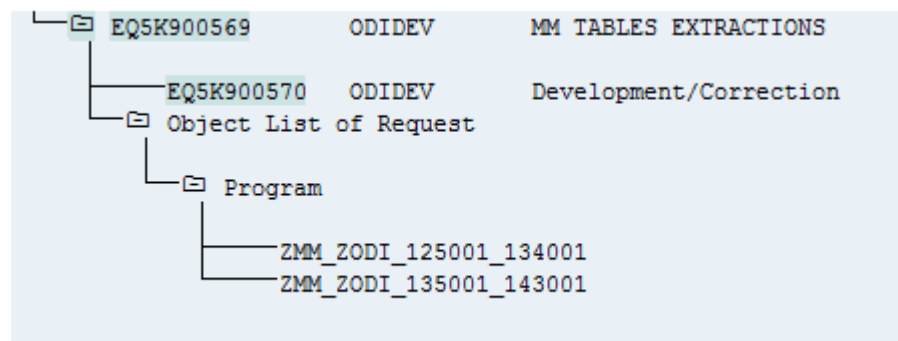 EQ5K900569 ODIDEV MM TABLES EXTRACTIONS
EQ5K900570 ODIDEV Development/Correction
Object List of Request
Program
ZMM_ZODI_125001_134001
ZMM_ZODI_135001_143001